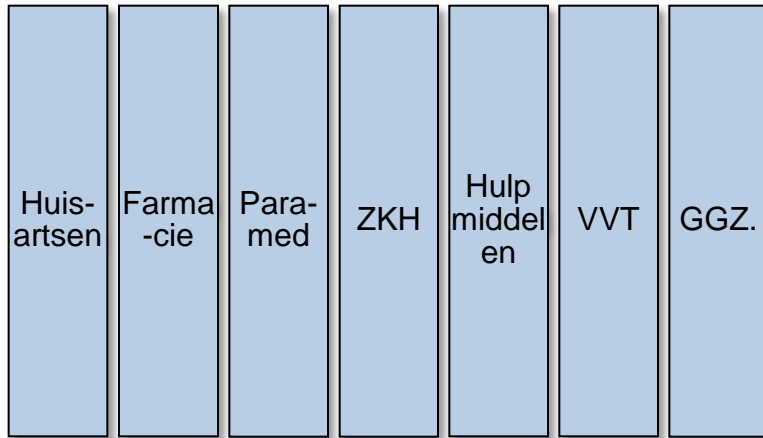 Huis-
artsen
Farma
-cie
Para-
med
ZKH
Hulp
middel
en
VVT
GGZ.